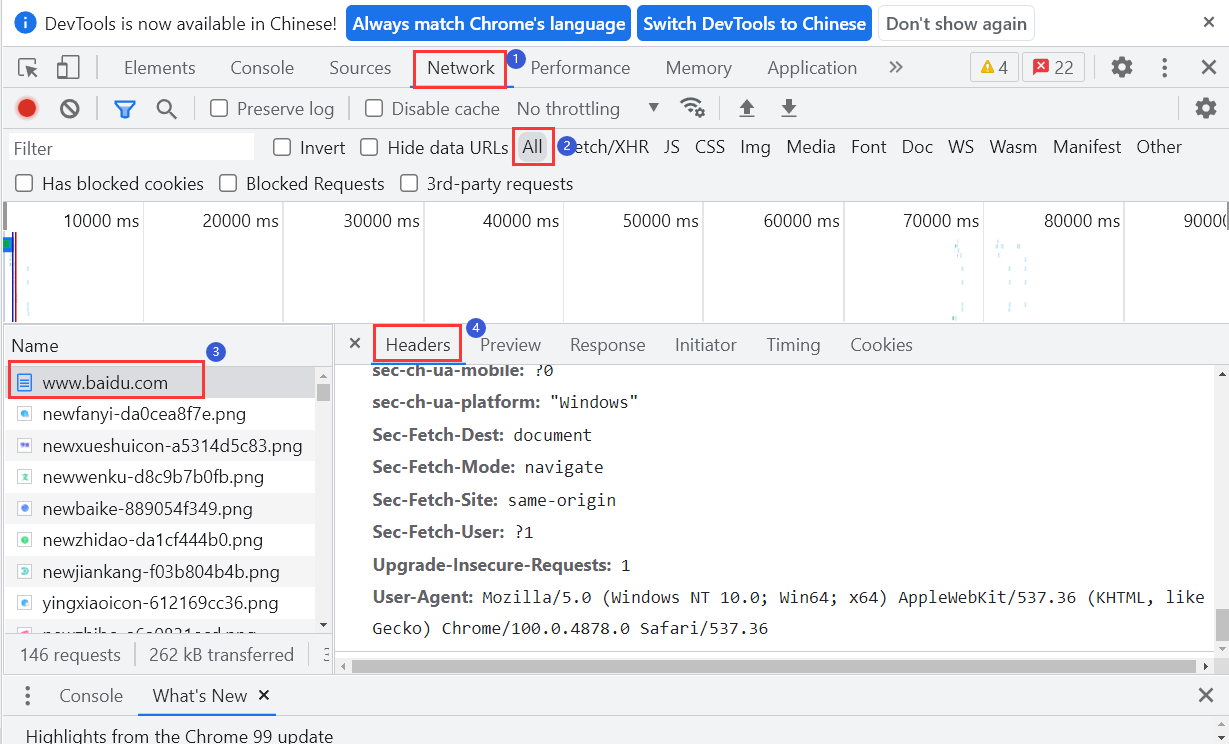 DevTools is now available in Chinese! Always match Chrome's language Switch DevTools to Chinese Don't show again
Elements Console Sources Network 1 Performance Memory Application 4 22
Preserve log Disable cache No throttling
Filter Invert Hide data URLs All 2 etch/XHR JS CSS Img Media Font Doc WS Wasm Manifest Other
Has blocked cookies Blocked Requests 3rd-party requests
10000 ms 20000 ms 30000 ms 40000 ms 50000 ms 60000 ms 70000 ms 80000 ms 9000
Name 3
www.baidu.com
newfanyi-da0cea8f7e.png
newxueshuicon-a5314d5c83.png
newwenku-d8c9b7b0fb.png
newbaike-889054f349.png
newzhidao-da1cf444b0.png
newjiankang-f03b804b4b.png
yingxiaoicon-612169cc36.png
146 requests 262 kB transferred
Headers 4 Preview Response Initiator Timing Cookies
sec-ch-ua-mobile: ?0
sec-ch-ua-platform: "Windows"
Sec-Fetch-Dest: document
Sec-Fetch-Mode: navigate
Sec-Fetch-Site: same-origin
Sec-Fetch-User: ?1
Upgrade-Insecure-Requests: 1
User-Agent: Mozilla/5.0 (Windows NT 10.0; Win64; x64) AppleWebKit/537.36 (KHTML, like
Gecko) Chrome/100.0.4878.0 Safari/537.36
Console What's New
Highlights from the Chrome 99 update